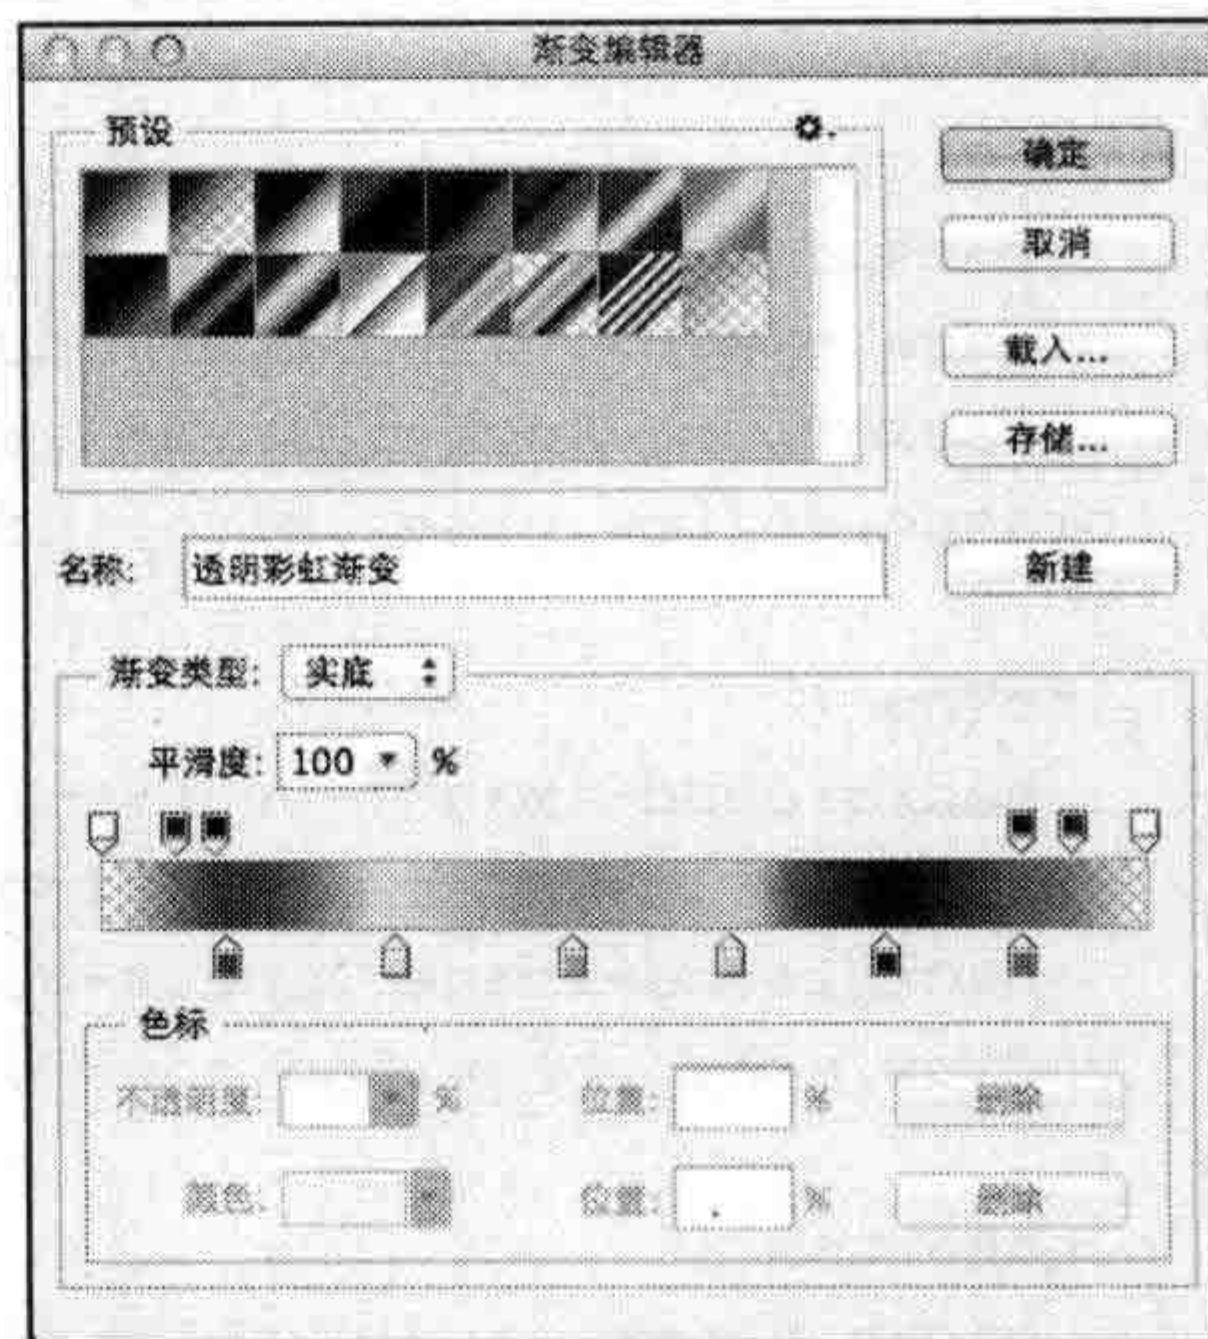 渐变编辑器
预设
确定
取消
载入...
存储...
名称: 透明彩虹渐变
新建
渐变类型: 实底
平滑度: 100 %
色标
不透明度: % 位置: % 删除
颜色: 位置: % 删除